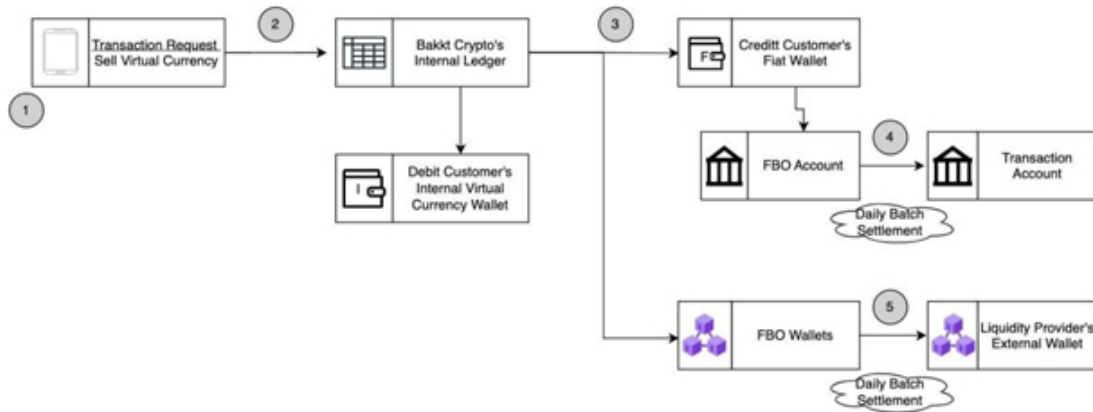 1
2
3
Transaction Request
Sell Virtual Currency
Bakkt Crypto's
Internal Ledger
F
Creditt Customer's
Fiat Wallet
4
FBO Account
Transaction
Account
I
Debit Customer's
Internal Virtual
Currency Wallet
Daily Batch
Settlement
5
FBO Wallets
Liquidity Provider's
External Wallet
Daily Batch
Settlement